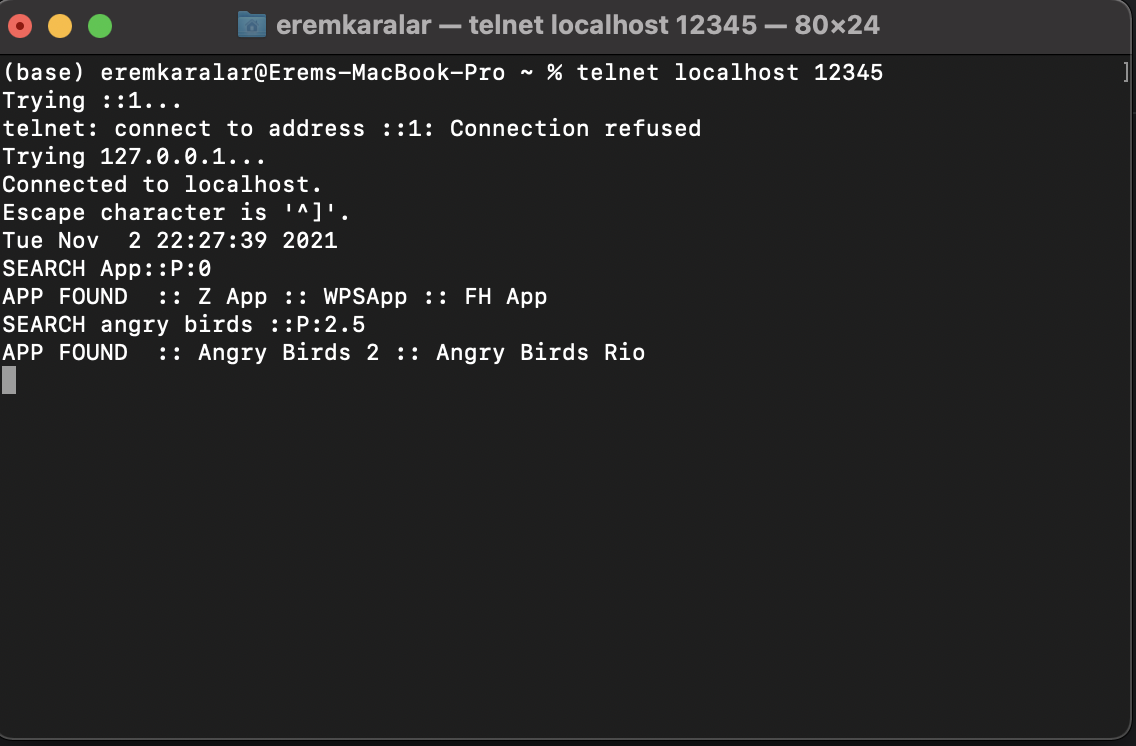 eremkaralar — telnet localhost 12345 — 80×24
(base) eremkaralar@Erems-MacBook-Pro ~ % telnet localhost 12345 ]
Trying ::1...
telnet: connect to address ::1: Connection refused
Trying 127.0.0.1...
Connected to localhost.
Escape character is '^]'.
Tue Nov  2 22:27:39 2021
SEARCH App::P:0
APP FOUND  :: Z App :: WPSApp :: FH App
SEARCH angry birds ::P:2.5
APP FOUND  :: Angry Birds 2 :: Angry Birds Rio